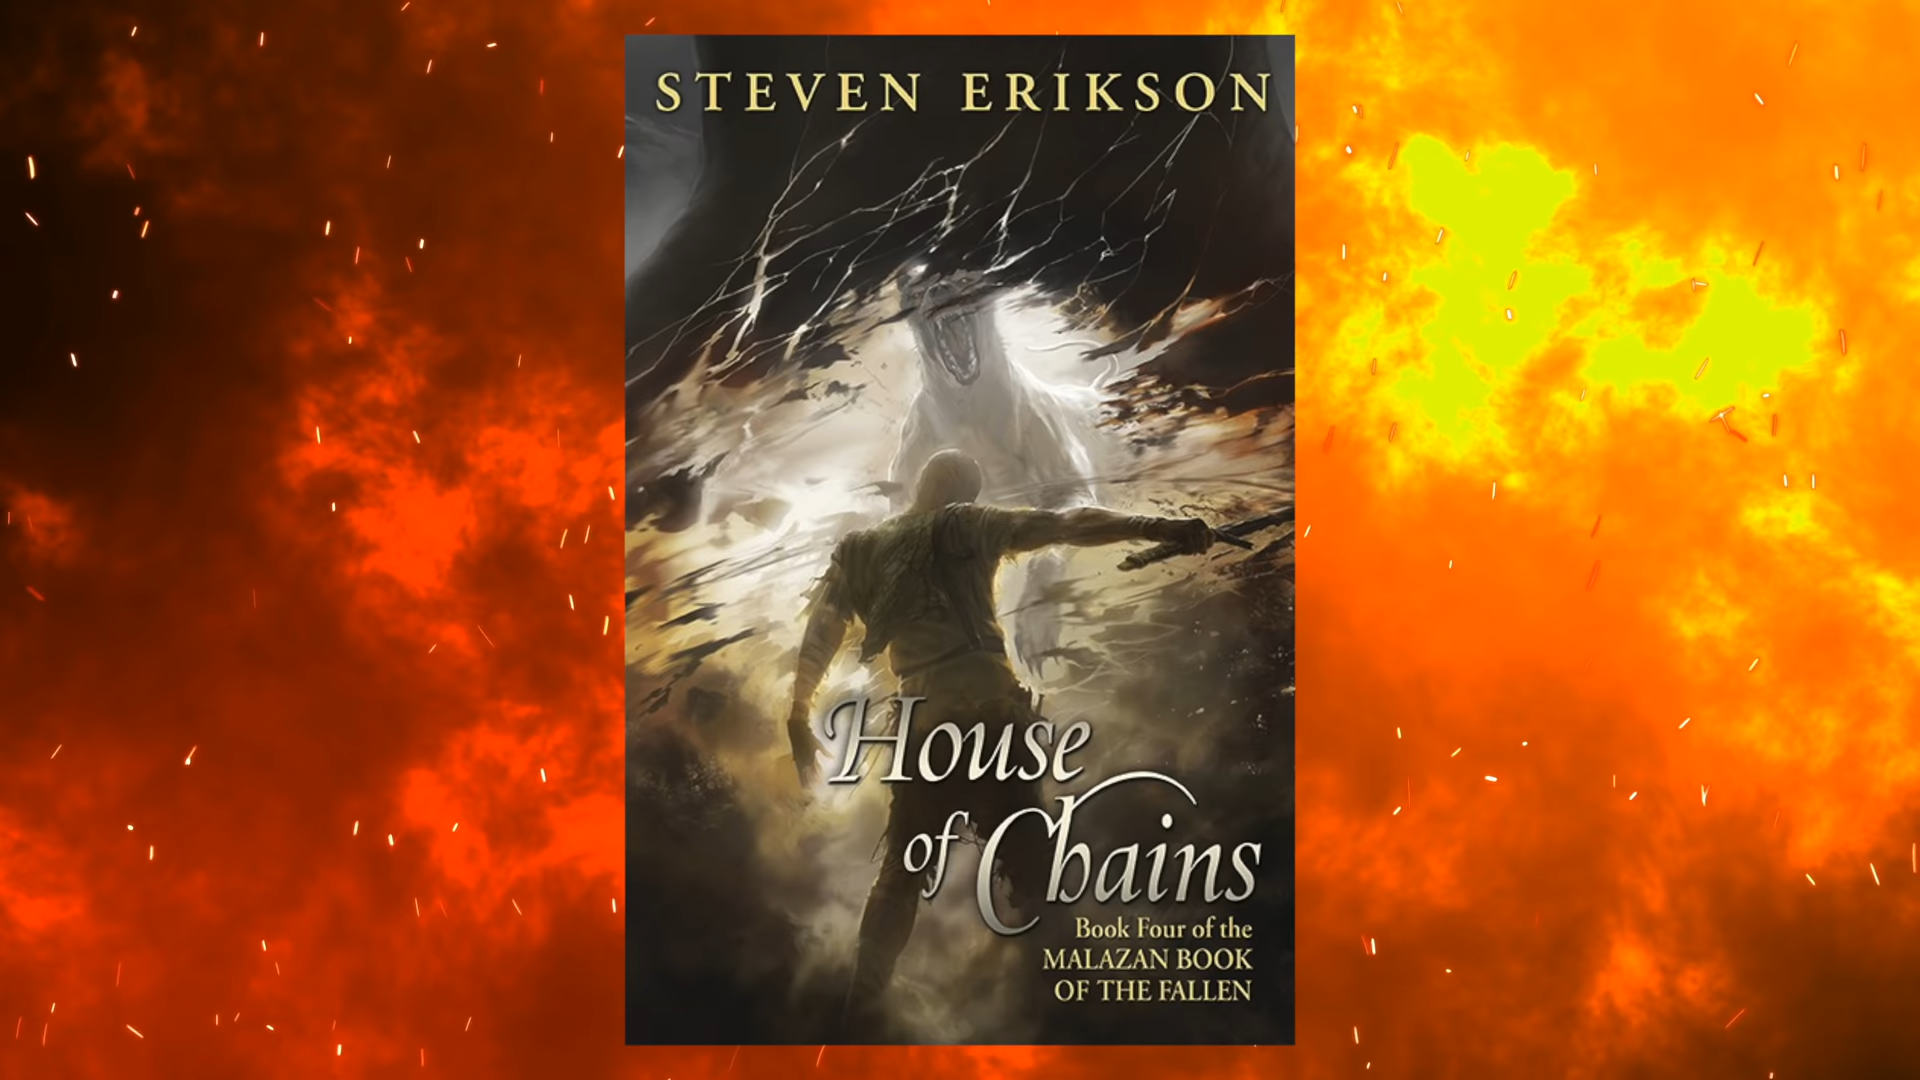 STEVEN ERIKSON
House
of Chains
Book Four of the
MALAZAN BOOK
OF THE FALLEN